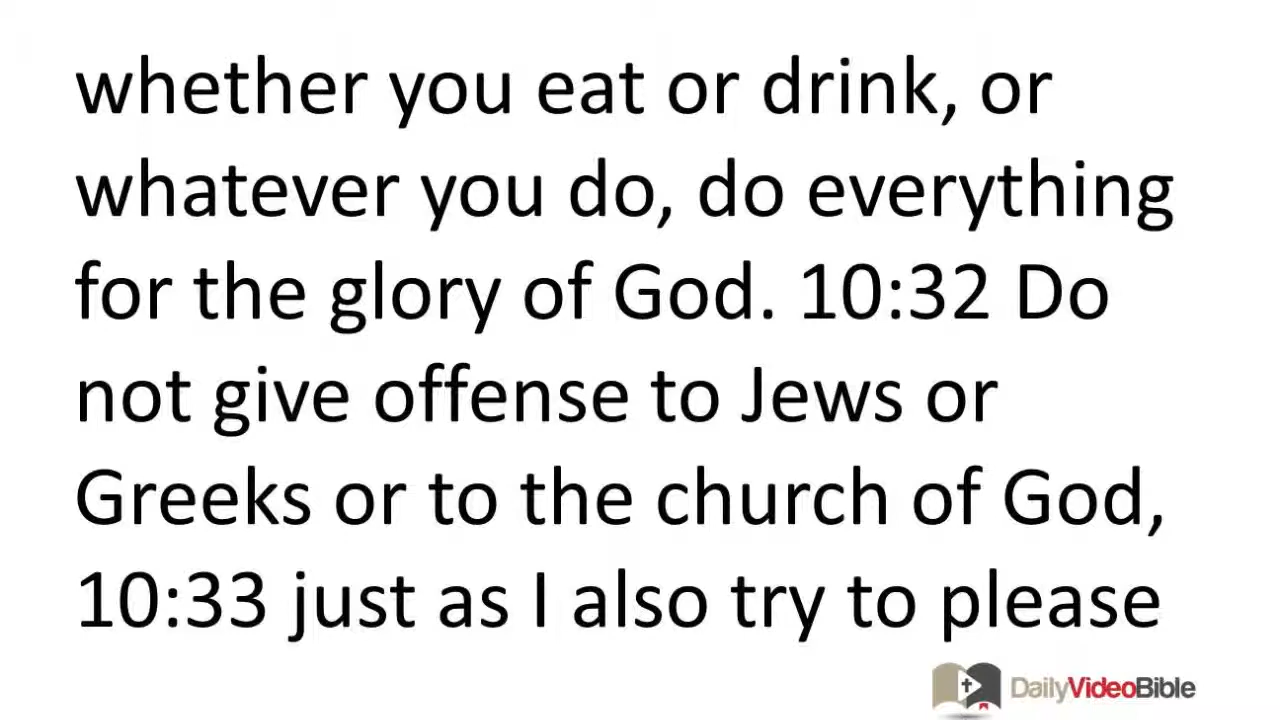 whether you eat or drink, or
whatever you do, do everything
for the glory of God. 10:32 Do
not give offense to Jews or
Greeks or to the church of God,
10:33 just as I also try to please
DailyVideoBible